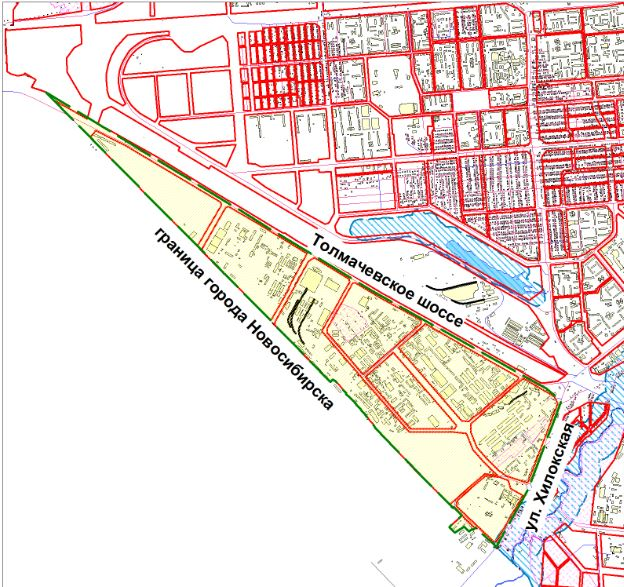 Толмачевское шоссе
граница города Новосибирска
ул. Хилокская